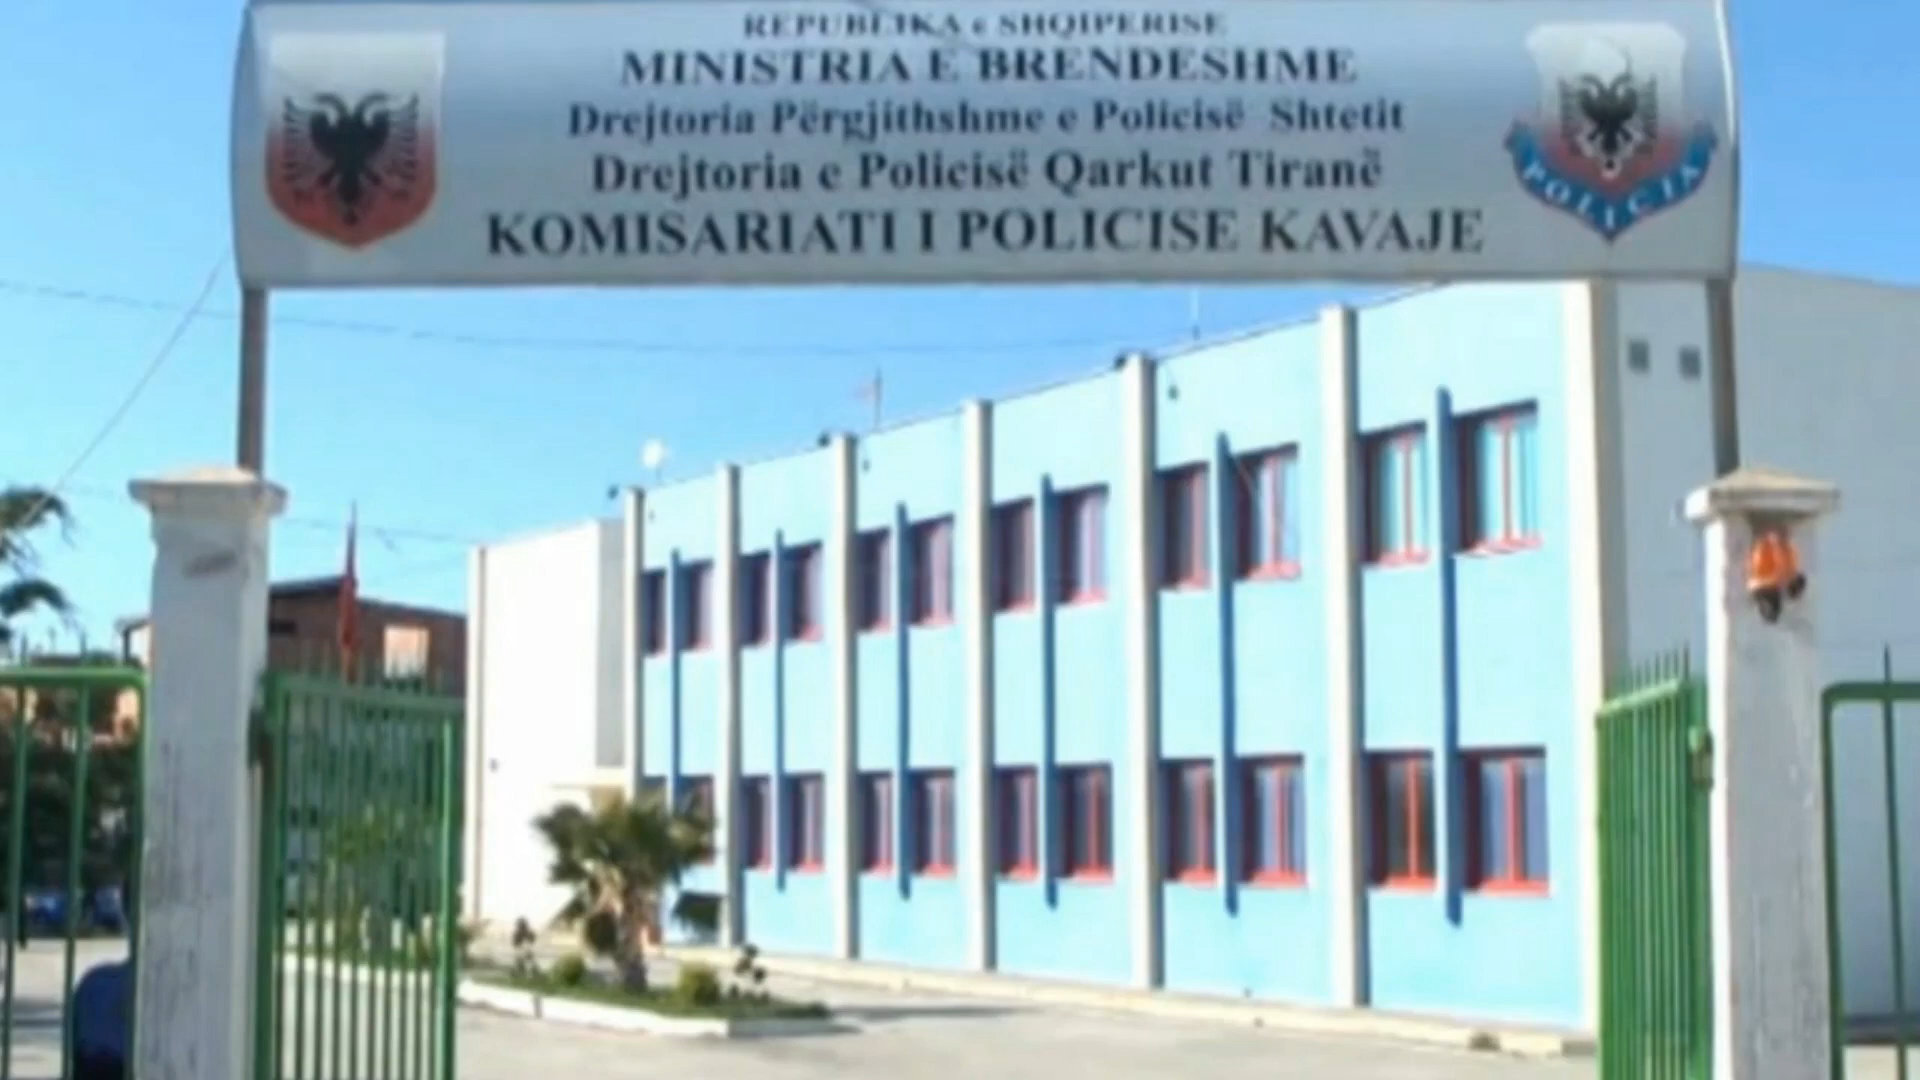 REPUBLIKA e SHQIPERISE
MINISTRIA E BRENDESHME
Drejtoria Përgjithshme e Policisë Shtetit
Drejtoria e Policisë Qarkut Tiranë
KOMISARIATI I POLICISE KAVAJE
POLICIA